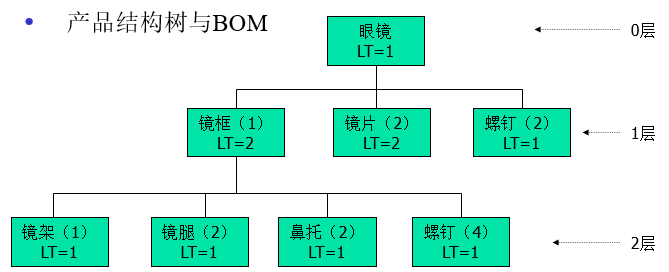 • 产品结构树与BOM
眼镜
LT=1
0层
镜框（1）
LT=2
镜片（2）
LT=2
螺钉（2）
LT=1
1层
镜架（1）
LT=1
镜腿（2）
LT=1
鼻托（2）
LT=1
螺钉（4）
LT=1
2层